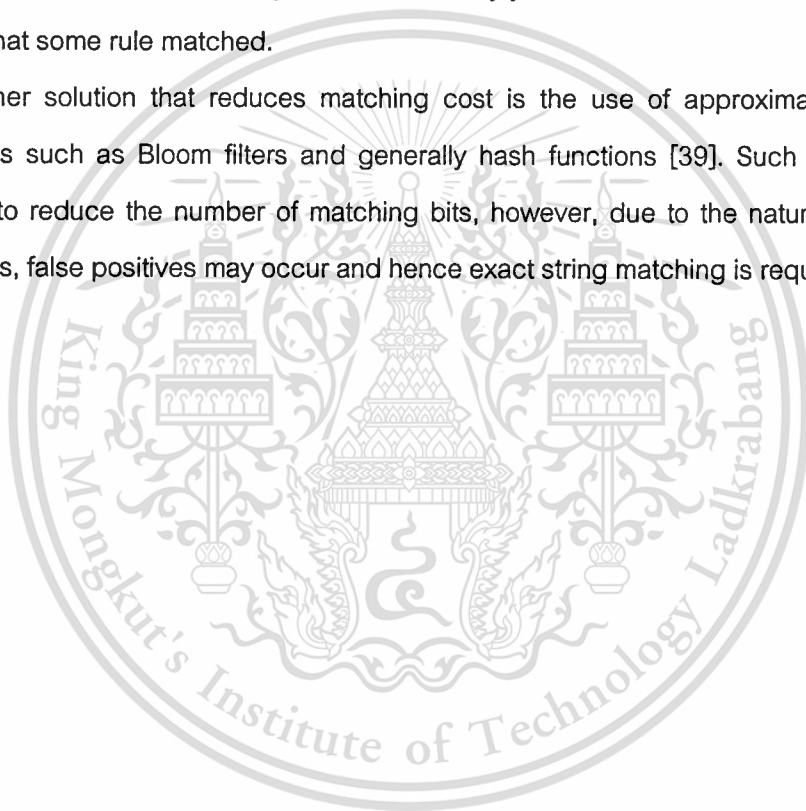 hat some rule matched.
ner solution that reduces matching cost is the use of approxima
s such as Bloom filters and generally hash functions [39]. Such
to reduce the number of matching bits, however, due to the natur
s, false positives may occur and hence exact string matching is requ
King Mongkut's Institute of Technology Ladkrabang